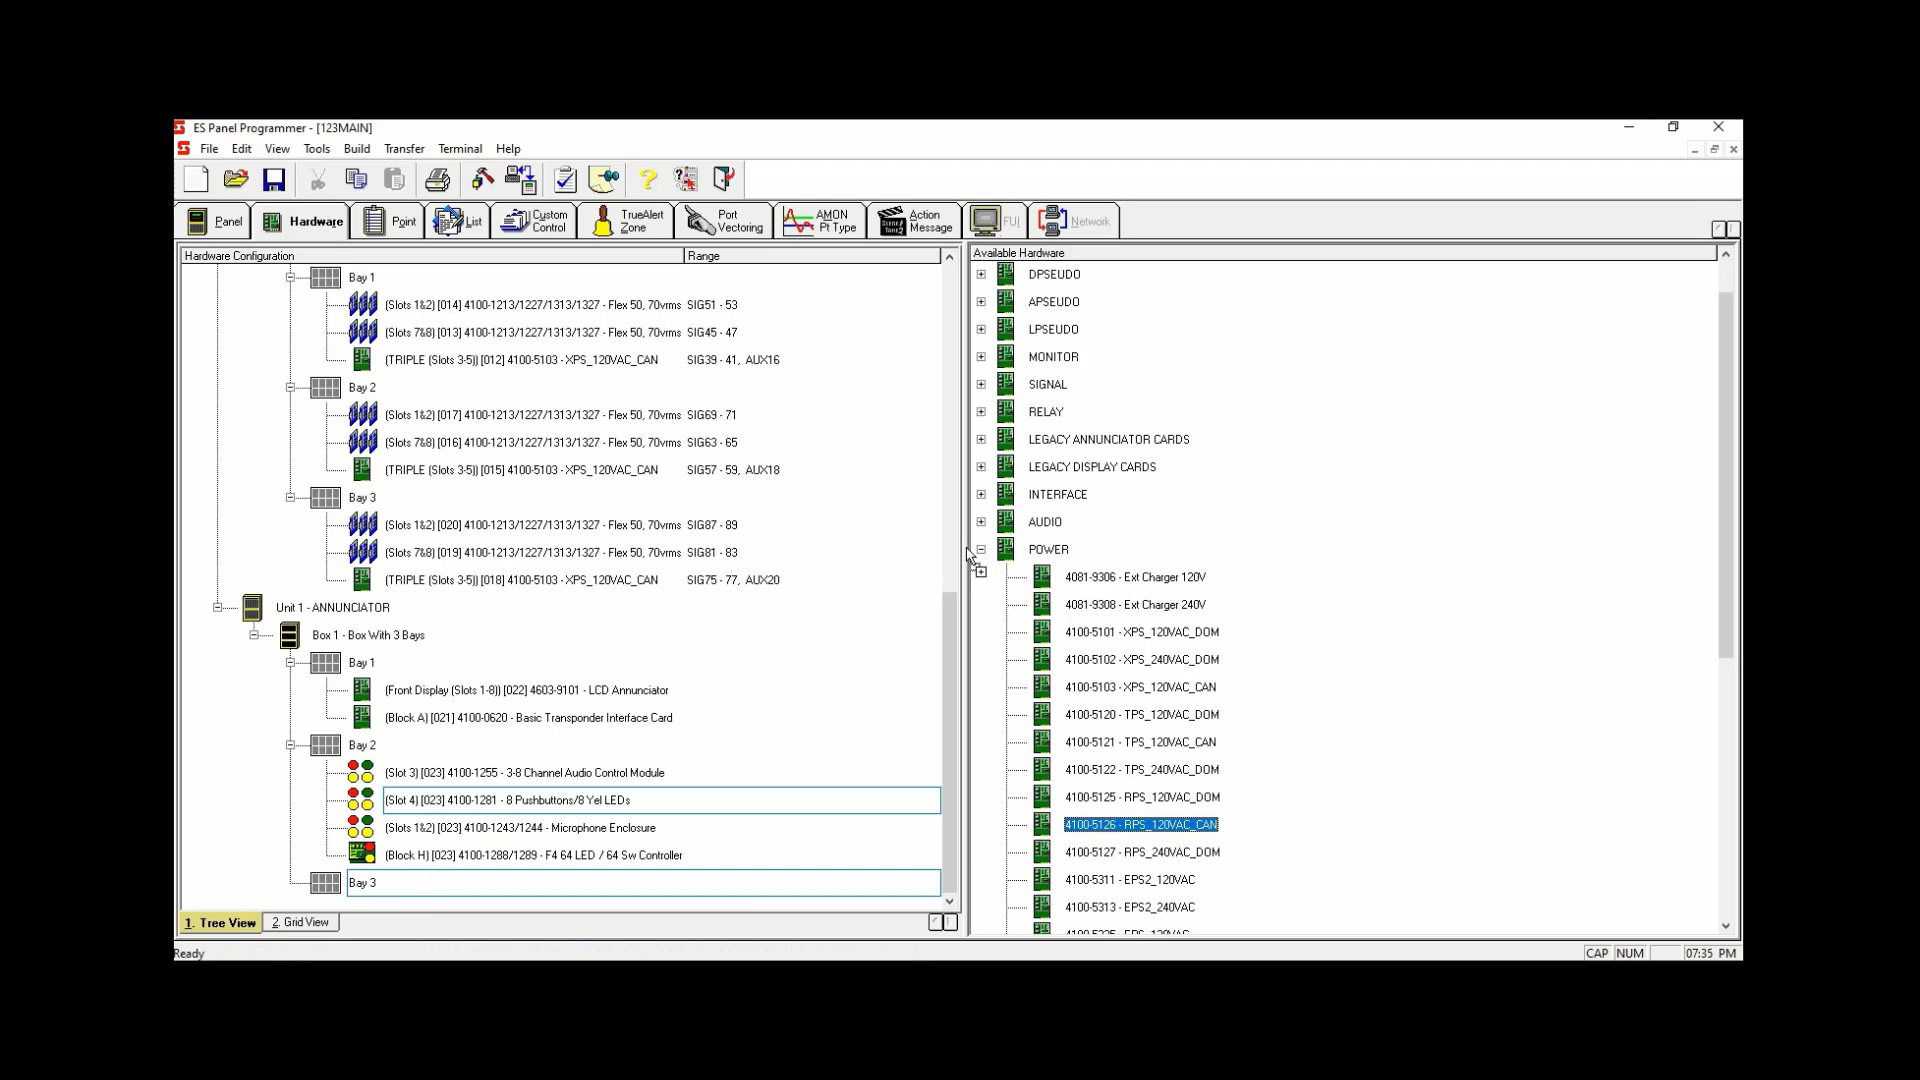 ES Panel Programmer - [123MAIN]
File Edit View Tools Build Transfer Terminal Help
Panel Hardware Point List Custom Control TrueAlert Zone Port Vectoring AMON Pt Type Action Message FUI Network
Hardware Configuration Range
Bay 1
(Slots 1&2) [014] 4100-1213/1227/1313/1327 - Flex 50, 70vrms SIG51 - 53
(Slots 7&8) [013] 4100-1213/1227/1313/1327 - Flex 50, 70vrms SIG45 - 47
(TRIPLE (Slots 3-5)) [012] 4100-5103 - XPS_120VAC_CAN SIG39 - 41, AUX16
Bay 2
(Slots 1&2) [017] 4100-1213/1227/1313/1327 - Flex 50, 70vrms SIG69 - 71
(Slots 7&8) [016] 4100-1213/1227/1313/1327 - Flex 50, 70vrms SIG63 - 65
(TRIPLE (Slots 3-5)) [015] 4100-5103 - XPS_120VAC_CAN SIG57 - 59, AUX18
Bay 3
(Slots 1&2) [020] 4100-1213/1227/1313/1327 - Flex 50, 70vrms SIG87 - 89
(Slots 7&8) [019] 4100-1213/1227/1313/1327 - Flex 50, 70vrms SIG81 - 83
(TRIPLE (Slots 3-5)) [018] 4100-5103 - XPS_120VAC_CAN SIG75 - 77, AUX20
Unit 1 - ANNUNCIATOR
Box 1 - Box With 3 Bays
Bay 1
(Front Display (Slots 1-8)) [022] 4603-9101 - LCD Annunciator
(Block A) [021] 4100-0620 - Basic Transponder Interface Card
Bay 2
(Slot 3) [023] 4100-1255 - 3-8 Channel Audio Control Module
(Slot 4) [023] 4100-1281 - 8 Pushbuttons/8 Yel LEDs
(Slots 1&2) [023] 4100-1243/1244 - Microphone Enclosure
(Block H) [023] 4100-1288/1289 - F4 64 LED / 64 Sw Controller
Bay 3
1. Tree View 2. Grid View
Available Hardware
DPSEUDO
APSEUDO
LPSEUDO
MONITOR
SIGNAL
RELAY
LEGACY ANNUNCIATOR CARDS
LEGACY DISPLAY CARDS
INTERFACE
AUDIO
POWER
4081-9306 - Ext Charger 120V
4081-9308 - Ext Charger 240V
4100-5101 - XPS_120VAC_DOM
4100-5102 - XPS_240VAC_DOM
4100-5103 - XPS_120VAC_CAN
4100-5120 - TPS_120VAC_DOM
4100-5121 - TPS_120VAC_CAN
4100-5122 - TPS_240VAC_DOM
4100-5125 - RPS_120VAC_DOM
4100-5126 - RPS_120VAC_CAN
4100-5127 - RPS_240VAC_DOM
4100-5311 - EPS2_120VAC
4100-5313 - EPS2_240VAC
Ready CAP NUM 07:35 PM